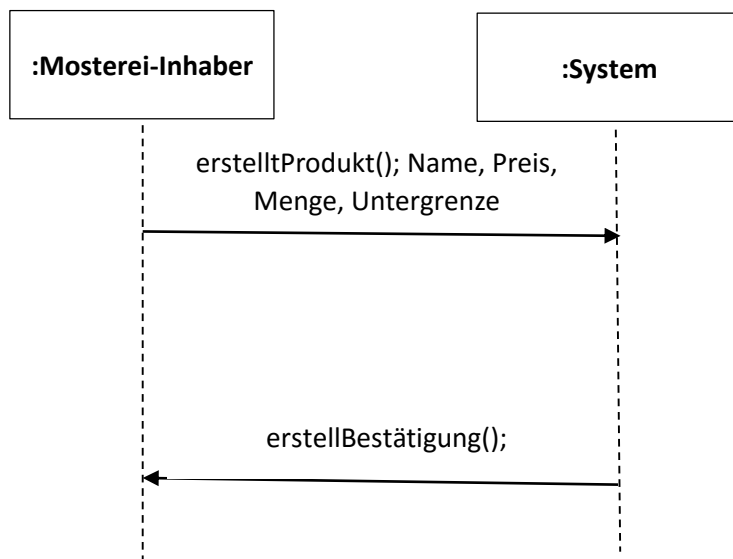 :Mosterei-Inhaber
:System
erstelltProdukt(); Name, Preis,
Menge, Untergrenze
erstellBestätigung();